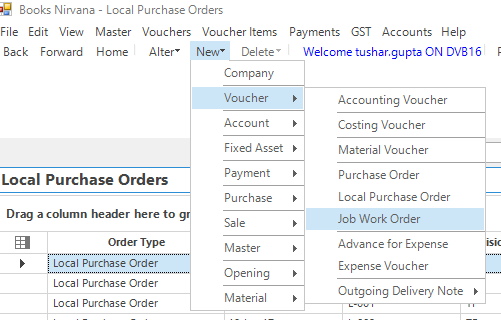 Books Nirvana - Local Purchase Orders
File Edit View Master Vouchers Voucher Items Payments GST Accounts
Back Forward Home Alter New Delete Welcome tushar.gupta ON DVB16
Company
Voucher
Account
Fixed Asset
Payment
Purchase
Sale
Master
Opening
Material
Accounting Voucher
Costing Voucher
Material Voucher
Purchase Order
Local Purchase Order
Job Work Order
Advance for Expense
Expense Voucher
Outgoing Delivery Note
Local Purchase Orders
Drag a column header here to gr
Order Type
Local Purchase Order
Local Purchase Order
Local Purchase Order